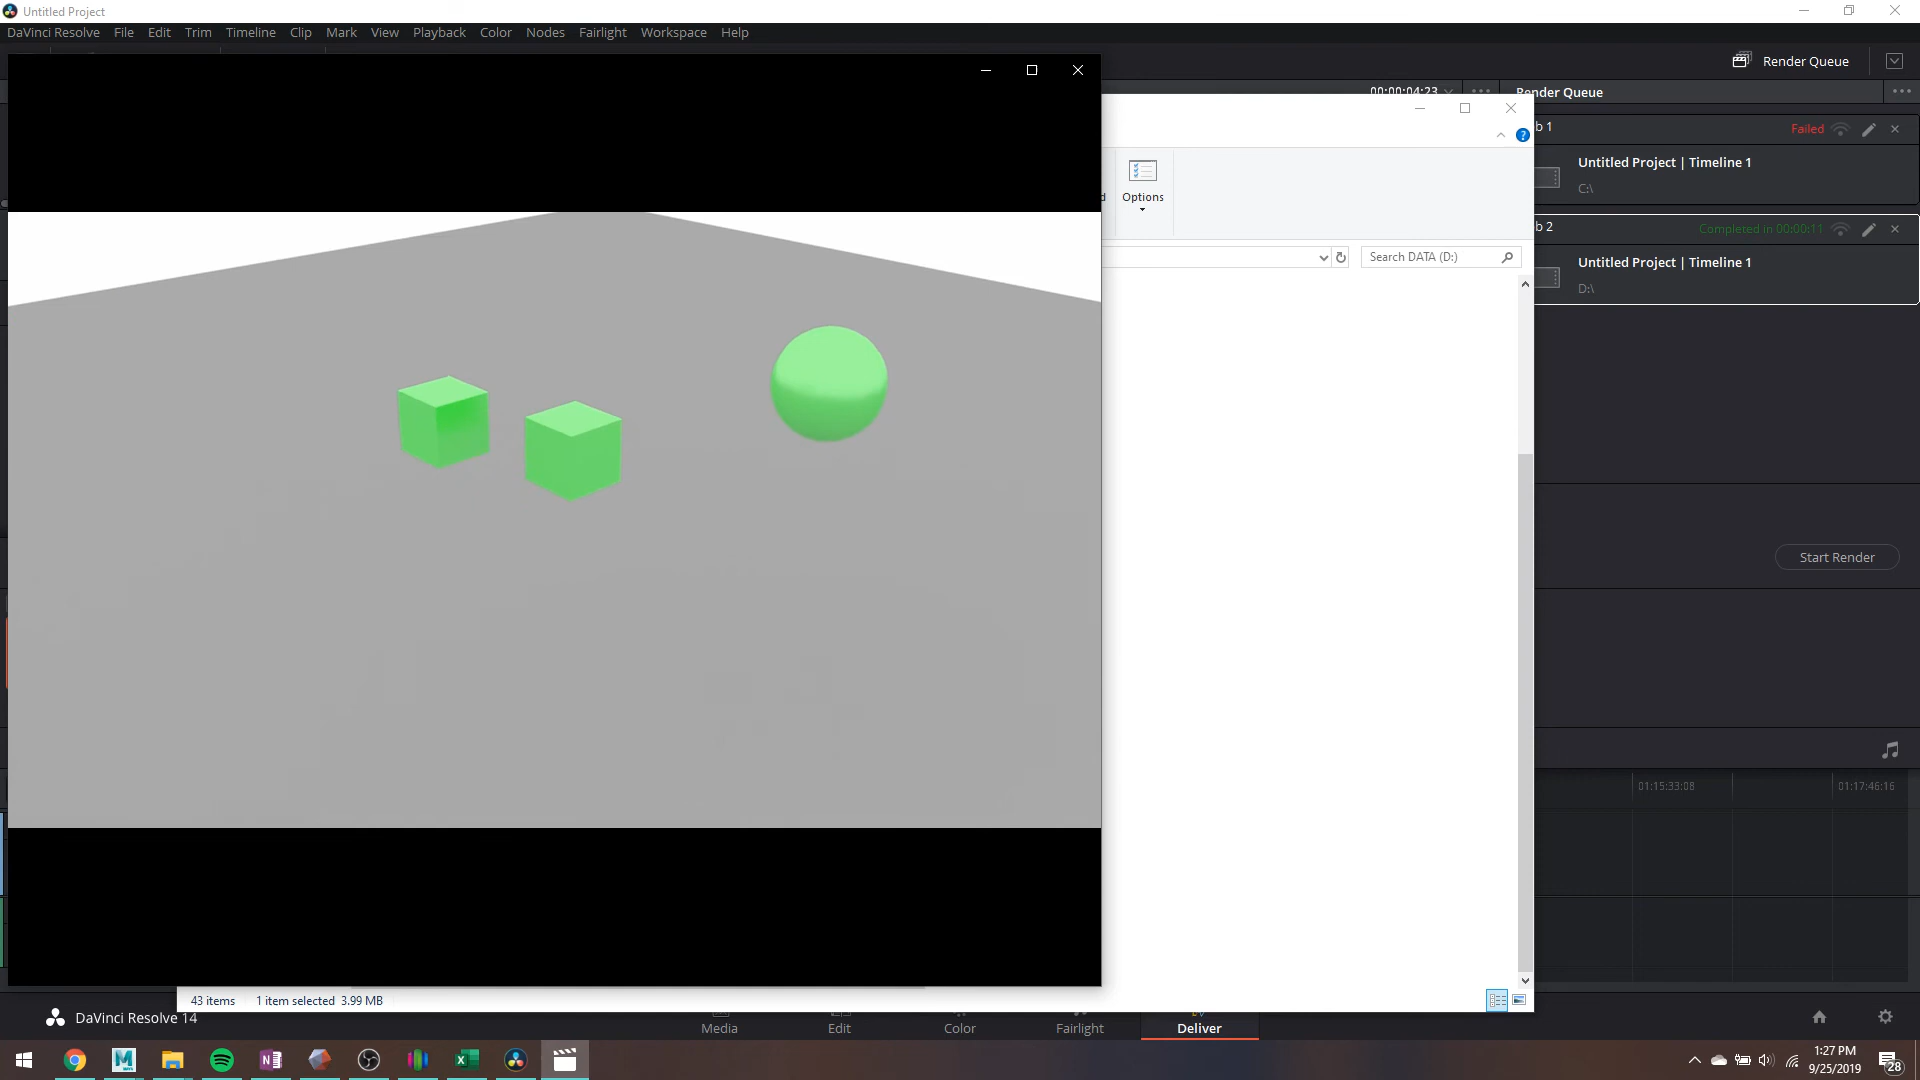 Untitled Project
DaVinci Resolve File Edit Trim Timeline Clip Mark View Playback Color Nodes Fairlight Workspace Help
Render Queue
00:00:04:23
Render Queue
b 1
Failed
Untitled Project | Timeline 1
C:\
Options
d
b 2
Completed in 00:00:11
Untitled Project | Timeline 1
D:\
Search DATA (D:)
Start Render
01:15:33:08
01:17:46:16
43 items 1 item selected 3.99 MB
DaVinci Resolve 14
Media Edit Color Fairlight Deliver
1:27 PM
9/25/2019
28